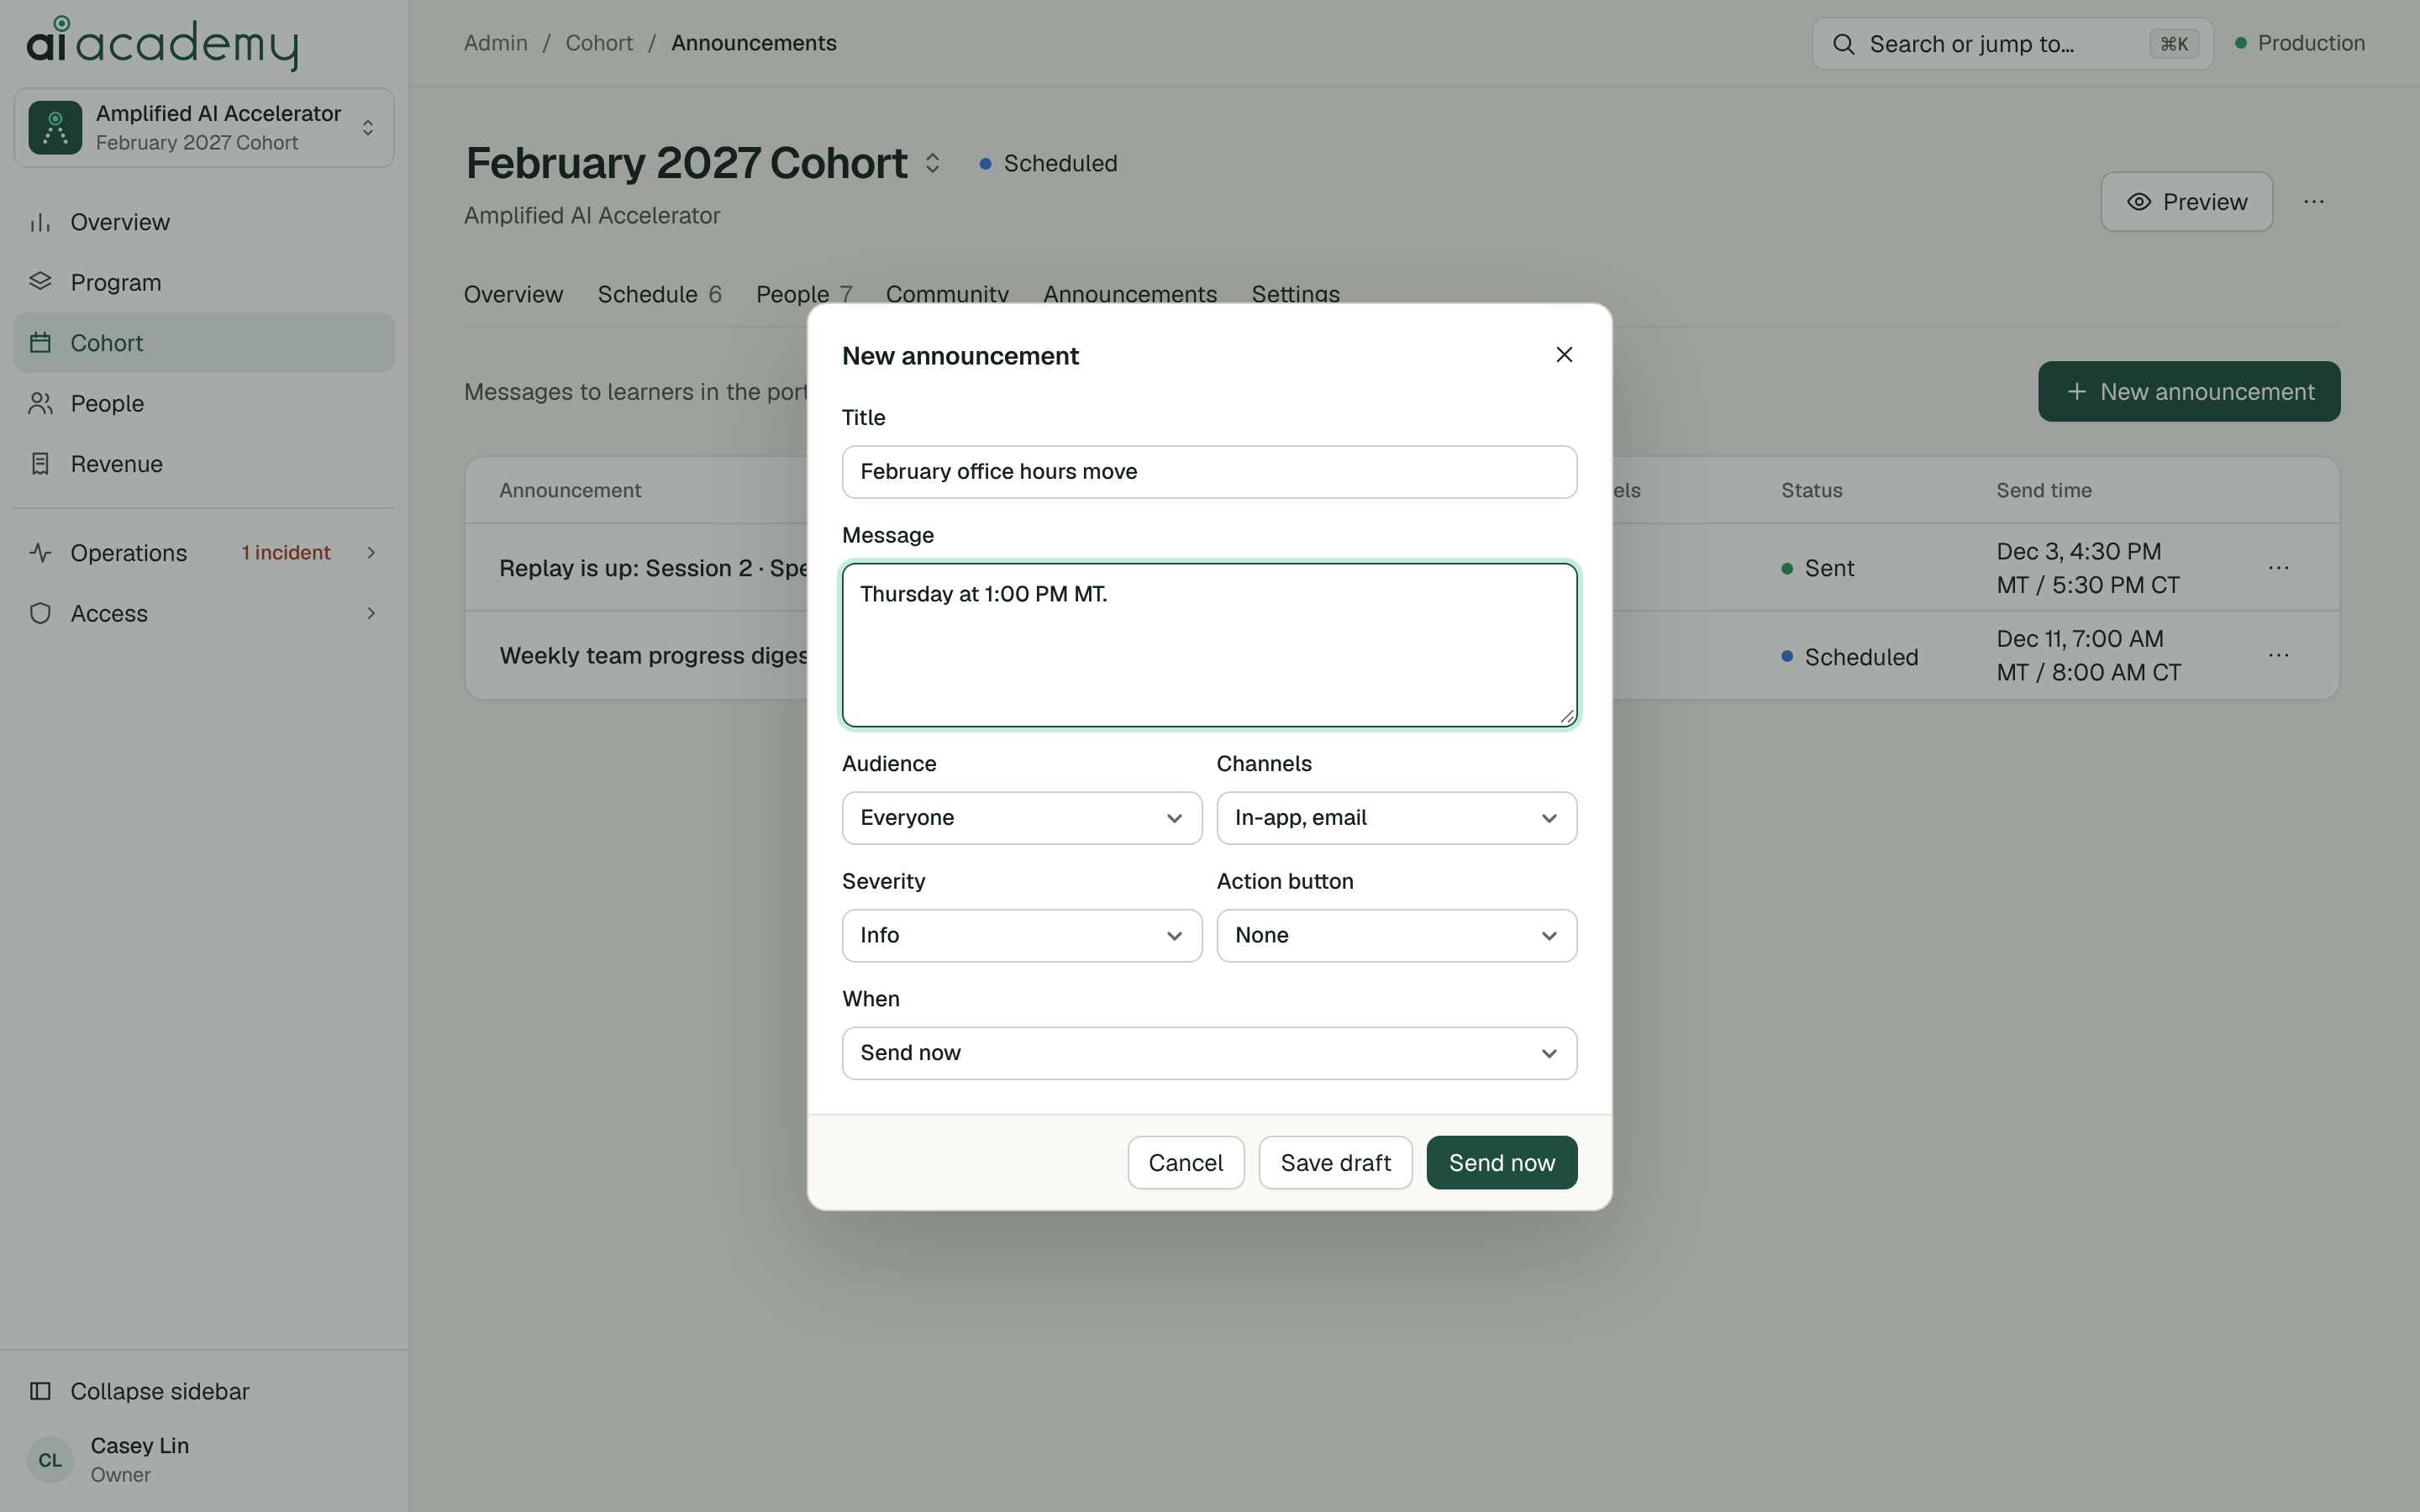 ai academy
Amplified AI Accelerator
February 2027 Cohort
Overview
Program
Cohort
People
Revenue
Operations 1 incident
Access
Collapse sidebar
CL
Casey Lin
Owner
Admin / Cohort / Announcements
Search or jump to... ⌘K
Production
February 2027 Cohort
Scheduled
Amplified AI Accelerator
Preview
Overview Schedule 6 People 7 Community Announcements Settings
Messages to learners in the
New announcement
Announcement Status Send time
Replay is up: Session 2 ·
Sent
Dec 3, 4:30 PM
MT / 5:30 PM CT
Weekly team progress
Scheduled
Dec 11, 7:00 AM
MT / 8:00 AM CT
New announcement
Title
February office hours move
Message
Thursday at 1:00 PM MT.
Audience Channels
Everyone In-app, email
Severity Action button
Info None
When
Send now
Cancel Save draft Send now